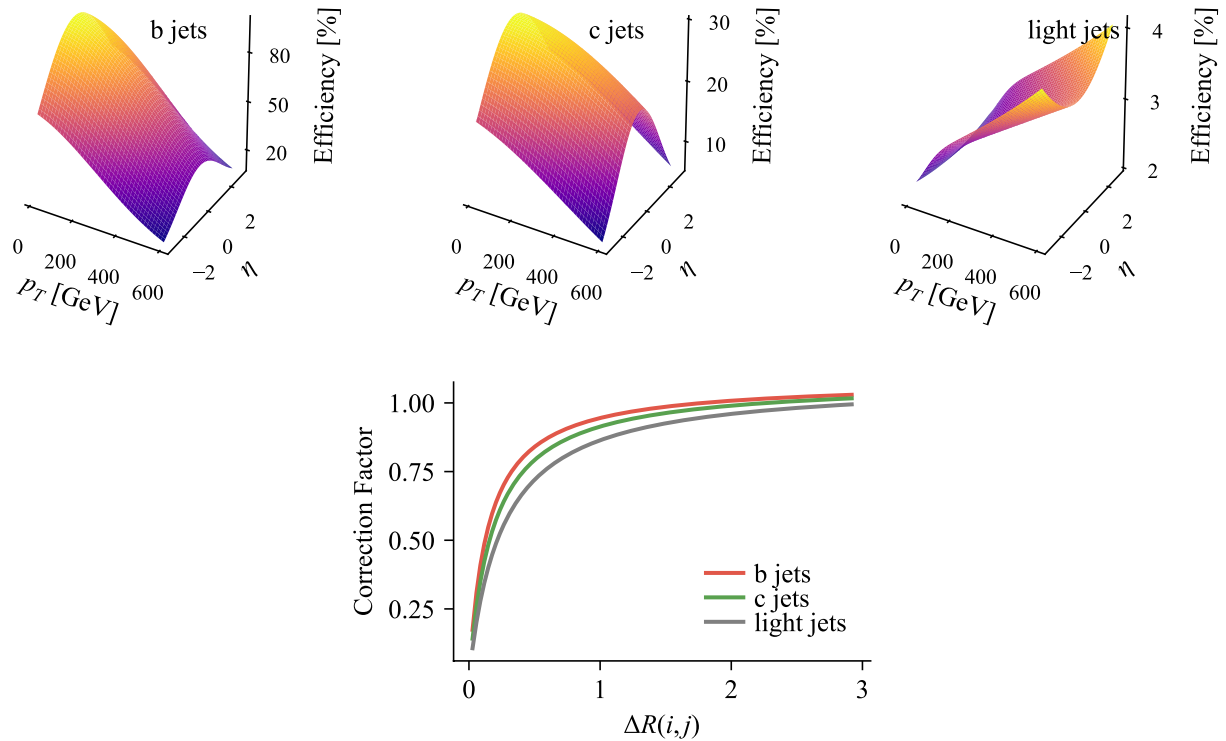 b jets
Efficiency [%]
80
50
20
0
200
400
600
p_T [GeV]
−2
0
2
η
c jets
Efficiency [%]
30
20
10
0
200
400
600
p_T [GeV]
−2
0
2
η
light jets
Efficiency [%]
4
3
2
0
200
400
600
p_T [GeV]
−2
0
2
η
Correction Factor
1.00
0.75
0.50
0.25
b jets
c jets
light jets
0
1
2
3
ΔR(i, j)